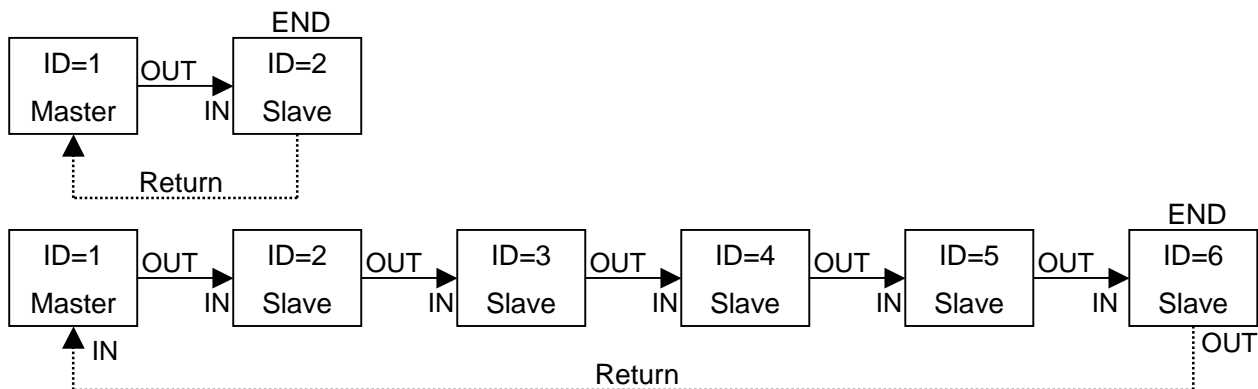 END
ID=1 OUT ID=2
Master IN Slave
Return
END
ID=1 OUT ID=2 OUT ID=3 OUT ID=4 OUT ID=5 OUT ID=6
Master IN Slave IN Slave IN Slave IN Slave IN Slave
IN OUT
Return